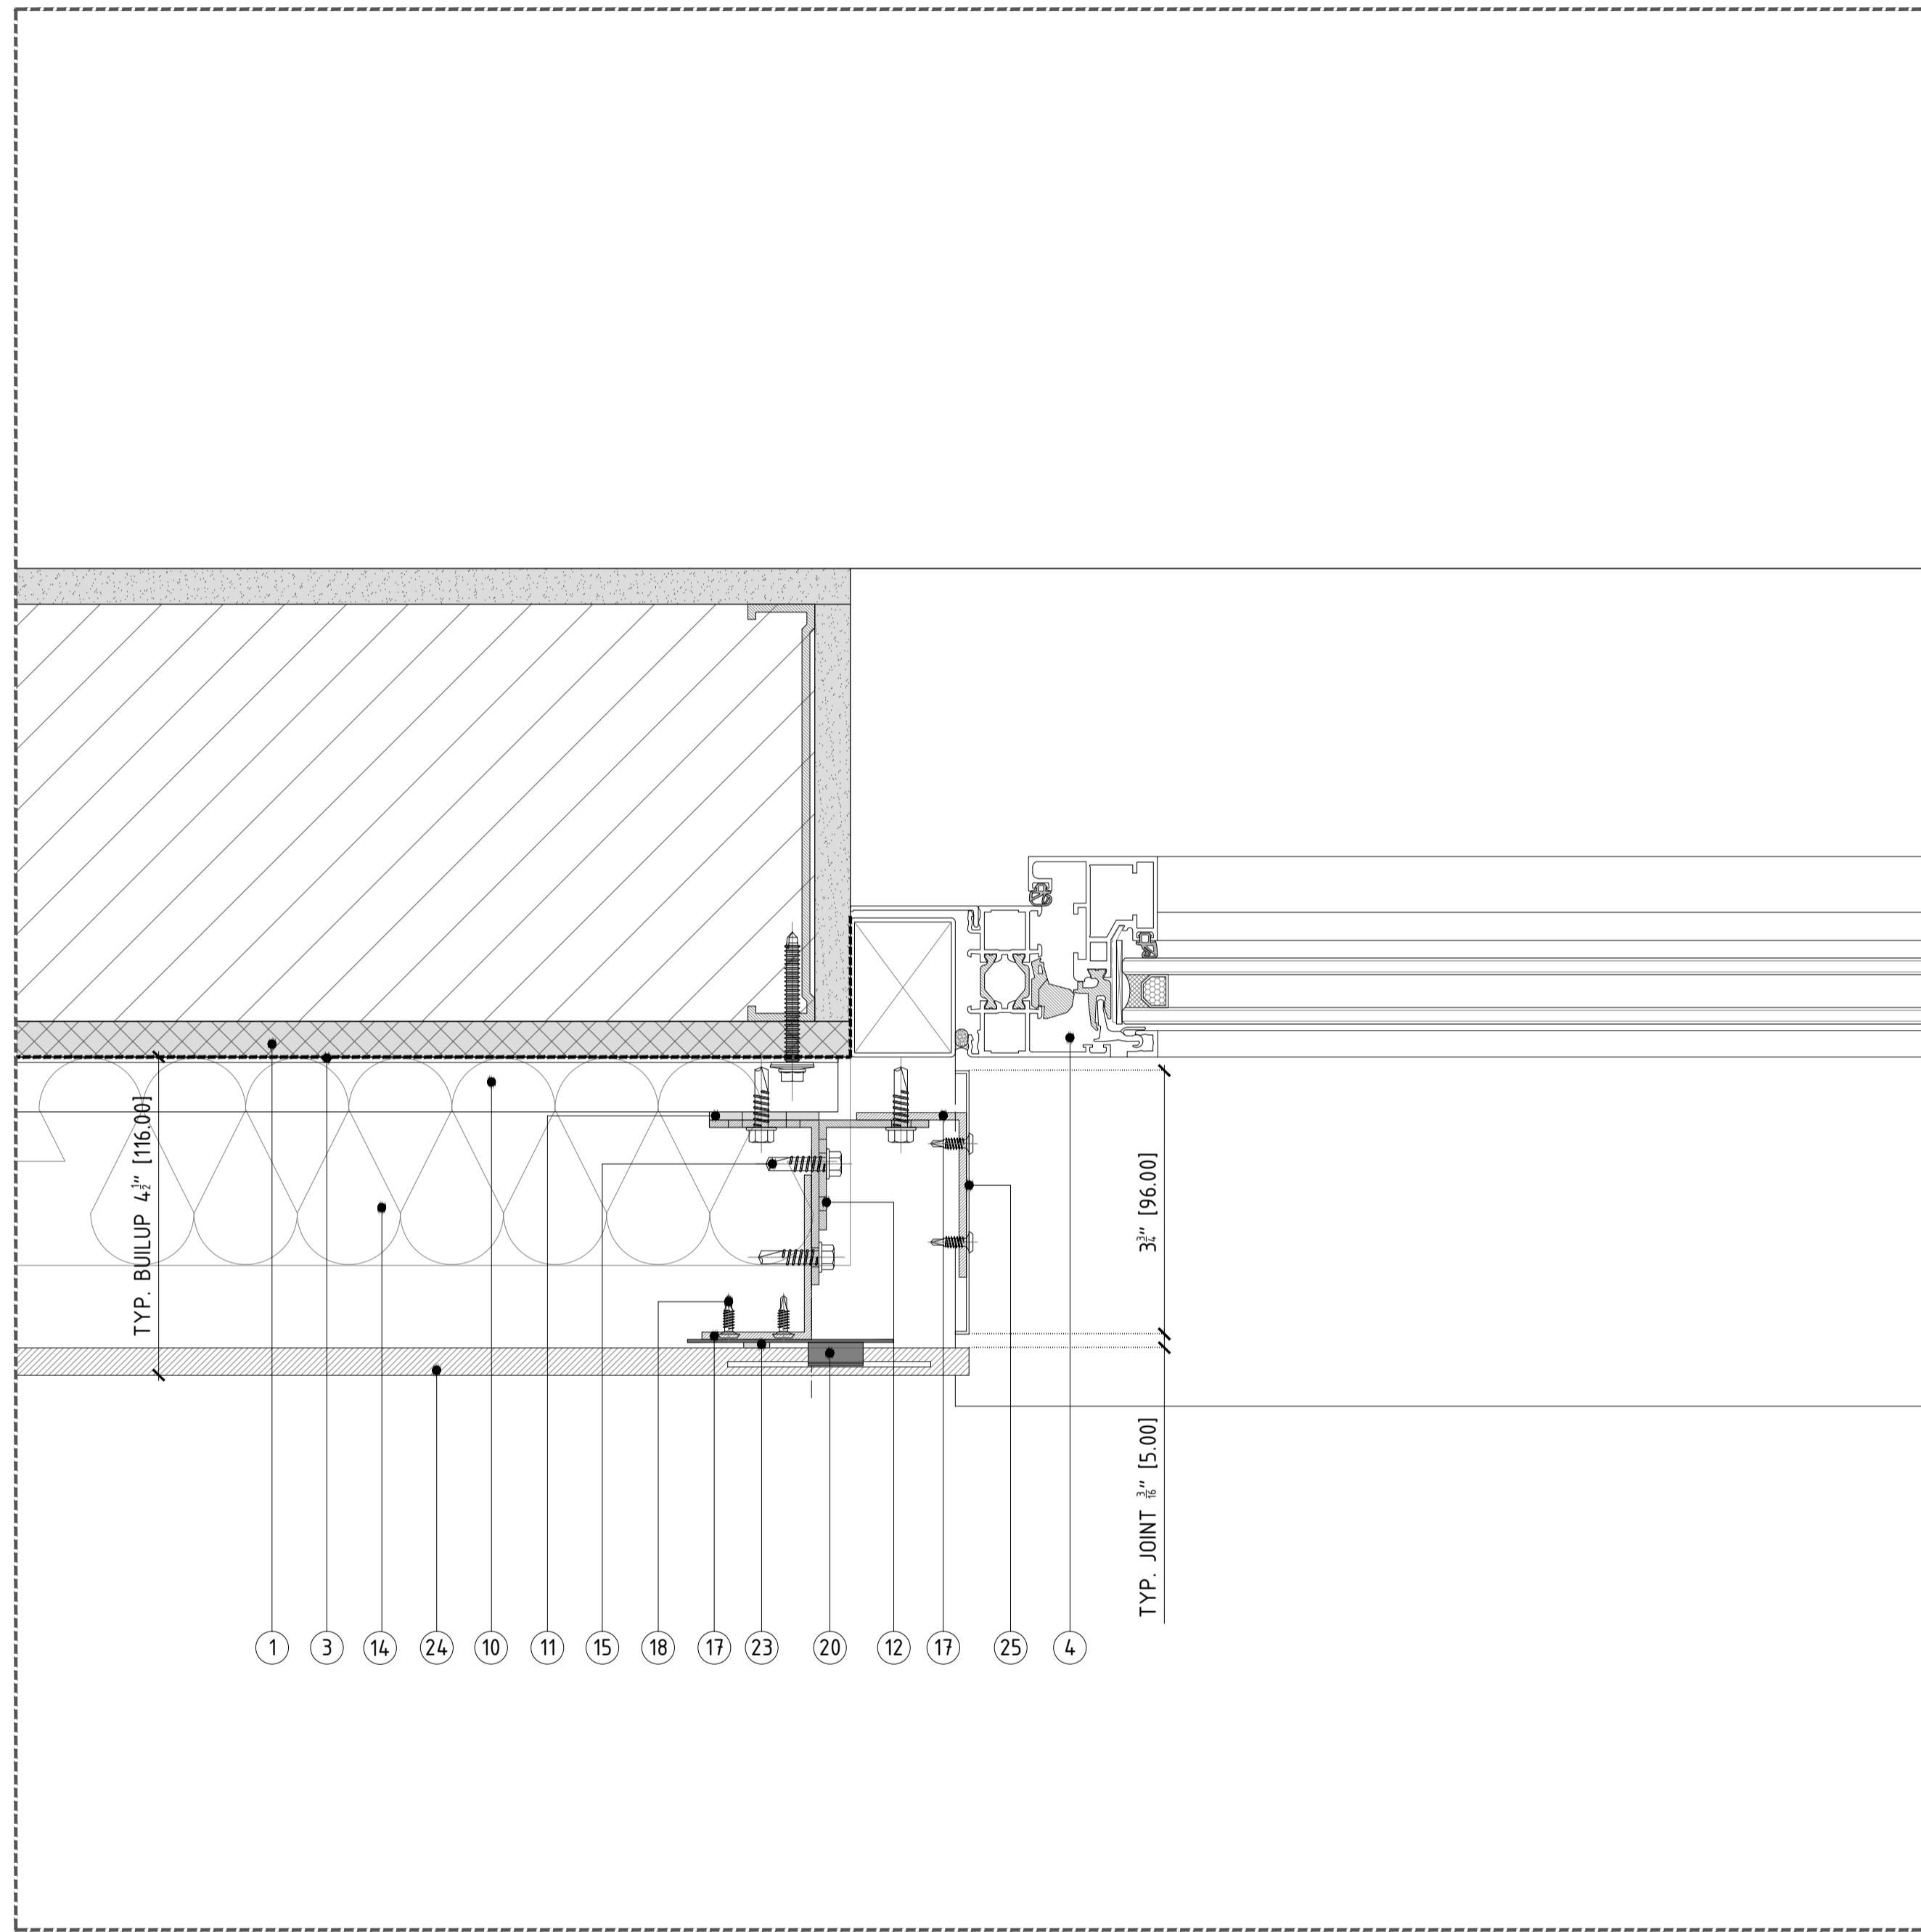 TYP. BUILUP 4½" [116.00]
3¾" [96.00]
TYP. JOINT 3/16" [5.00]
1 3 14 24 10 11 15 18 17 23 20 12 17 25 4